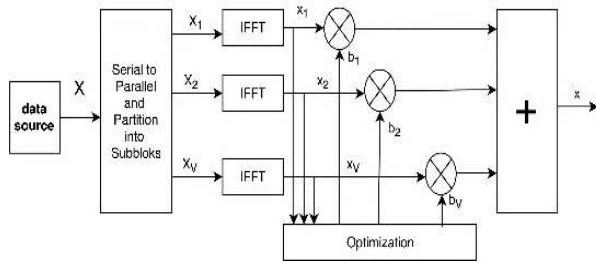 data
source
X
Serial to
Parallel
and
Partition
into
Subbloks
X1
IFFT
x1
b1
X2
IFFT
x2
b2
XV
IFFT
xV
bV
Optimization
+
x